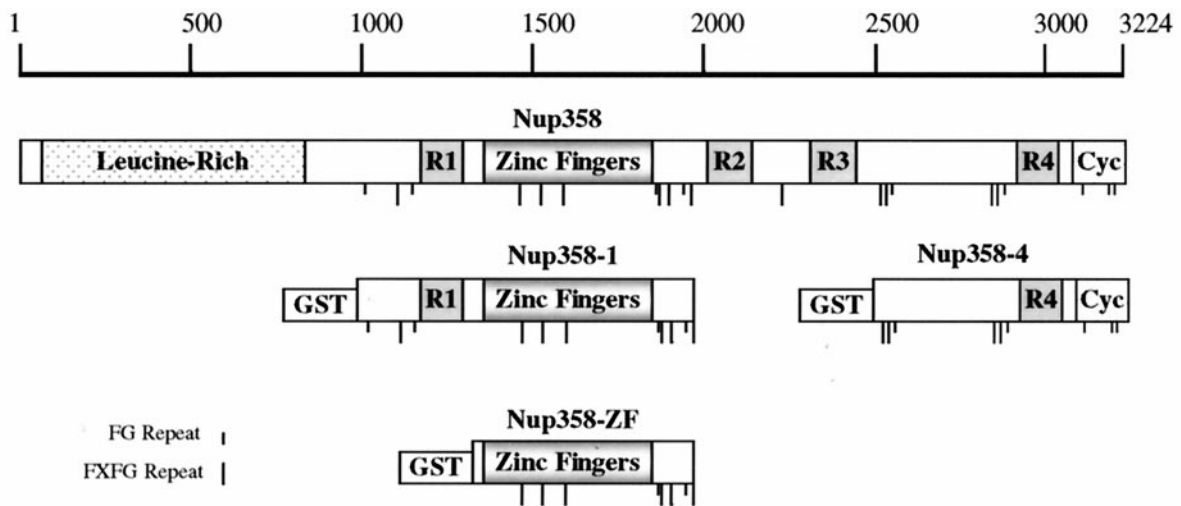 1 500 1000 1500 2000 2500 3000 3224
Nup358
Leucine-Rich R1 Zinc Fingers R2 R3 R4 Cyc
Nup358-1 Nup358-4
GST R1 Zinc Fingers GST R4 Cyc
Nup358-ZF
FG Repeat
GST Zinc Fingers
FXFG Repeat